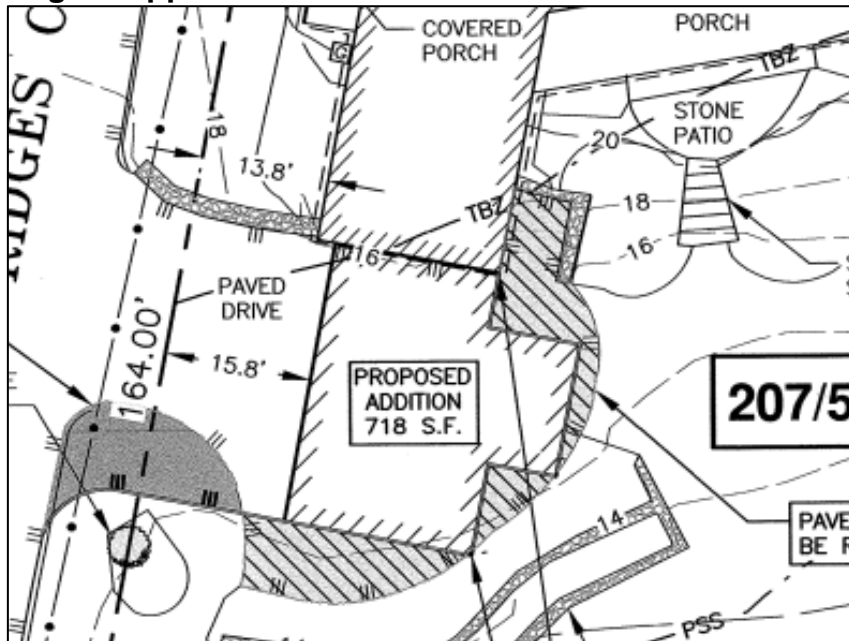 COVERED
PORCH
PORCH
TBZ
G
MDGES
STONE
PATIO
20
18
13.8'
TBZ
18
16
16
PAVED
DRIVE
164.00'
15.8'
PROPOSED
ADDITION
718 S.F.
207/5
14
PAVE
BE R
PSS